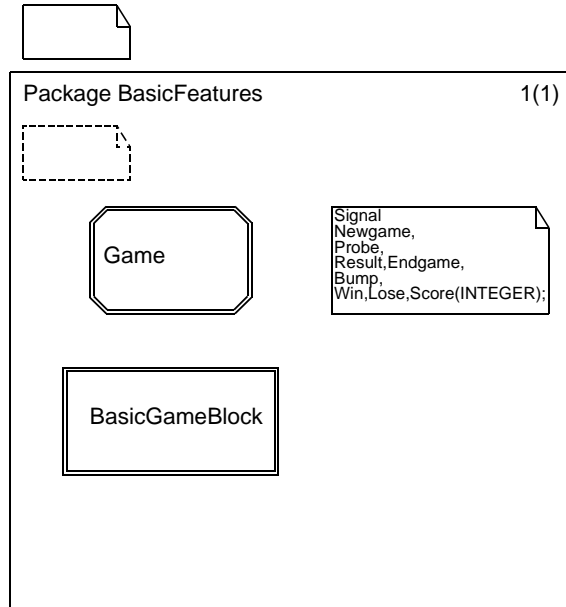 Package BasicFeatures 1(1)
Game
Signal
Newgame,
Probe,
Result,Endgame,
Bump,
Win,Lose,Score(INTEGER);
BasicGameBlock